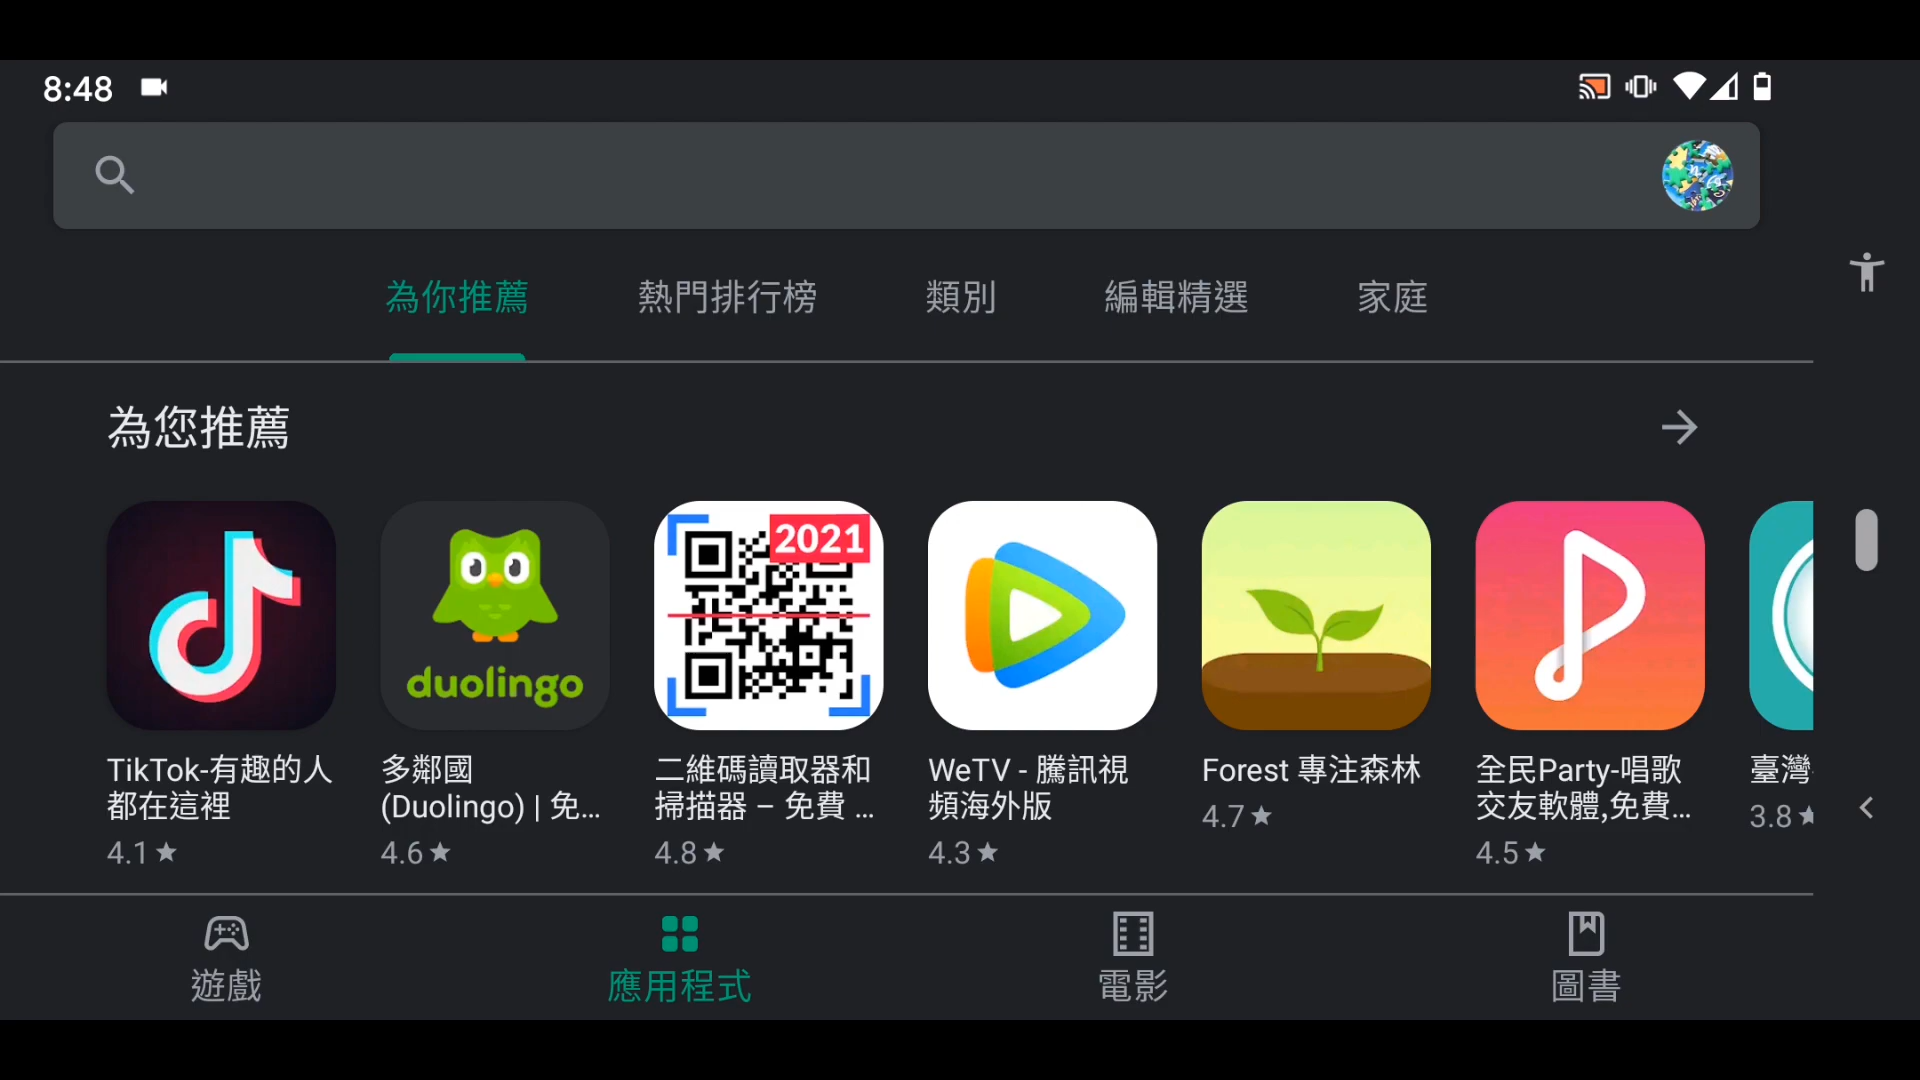 8:48
為你推薦 熱門排行榜 類別 編輯精選 家庭
為您推薦
2021
duolingo
TikTok-有趣的人
都在這裡
4.1★
多鄰國
(Duolingo) | 免...
4.6★
二維碼讀取器和
掃描器 – 免費 ...
4.8★
WeTV - 騰訊視
頻海外版
4.3★
Forest 專注森林
4.7★
全民Party-唱歌
交友軟體,免費...
4.5★
臺灣
3.8★
遊戲 應用程式 電影 圖書